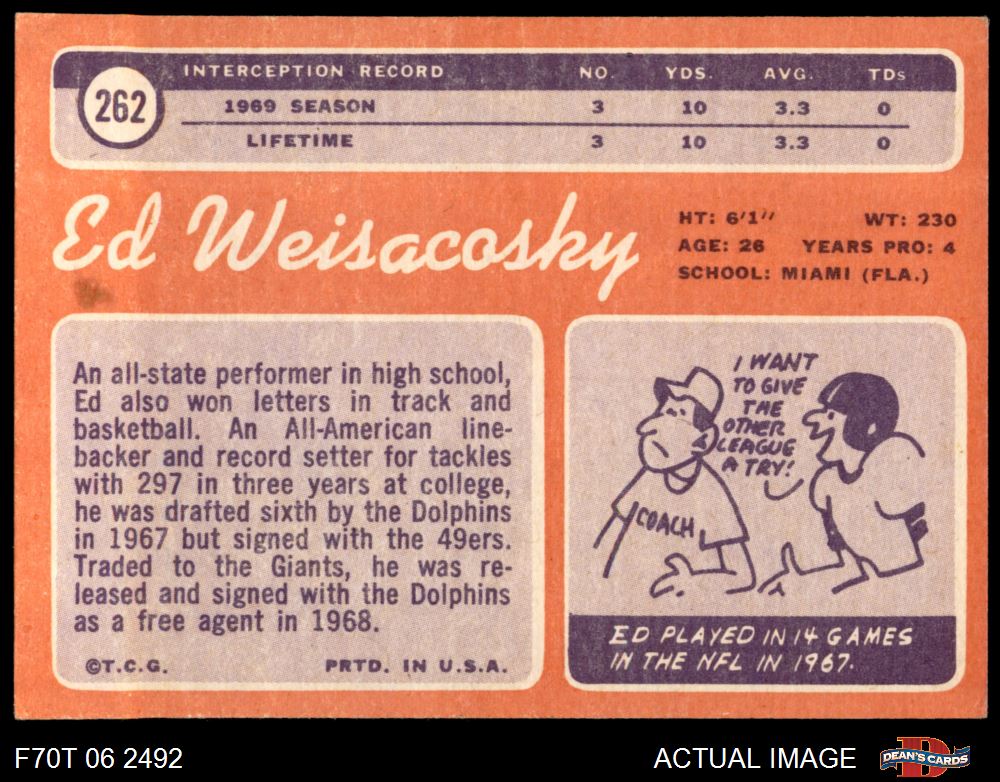 INTERCEPTION RECORD NO. YDS. AVG. TDs
262
1969 SEASON 3 10 3.3 0
LIFETIME 3 10 3.3 0
Ed Weisacosky
HT: 6'1" WT: 230
AGE: 26 YEARS PRO: 4
SCHOOL: MIAMI (FLA.)
An all-state performer in high school,
Ed also won letters in track and
basketball. An All-American line-
backer and record setter for tackles
with 297 in three years at college,
he was drafted sixth by the Dolphins
in 1967 but signed with the 49ers.
Traded to the Giants, he was re-
leased and signed with the Dolphins
as a free agent in 1968.
©T.C.G. PRTD. IN U.S.A.
I WANT
TO GIVE
THE
OTHER
LEAGUE
A TRY!
COACH
ED PLAYED IN 14 GAMES
IN THE NFL IN 1967.
F70T 06 2492 ACTUAL IMAGE
DEAN'S CARDS